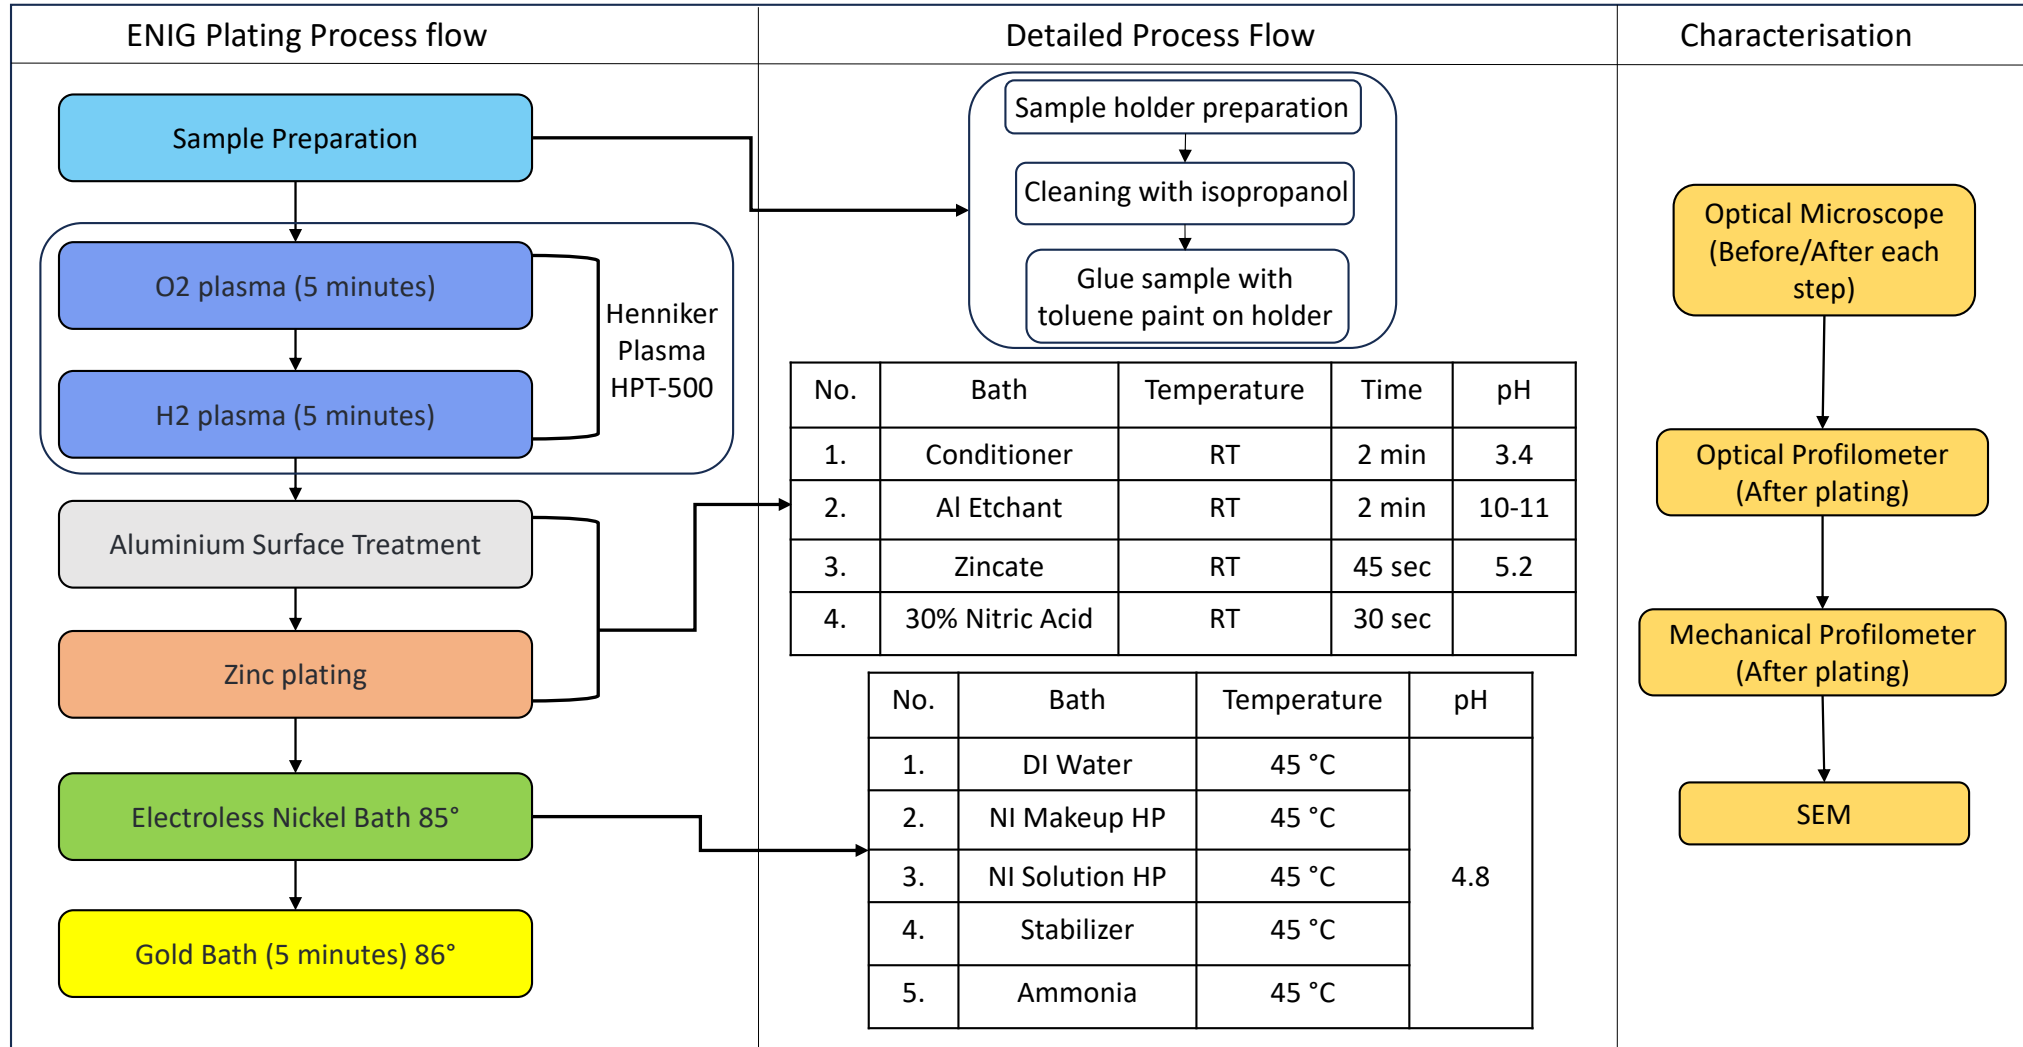 ENIG Plating Process flow
Detailed Process Flow
Characterisation
Sample Preparation
O2 plasma (5 minutes)
H2 plasma (5 minutes)
Henniker
Plasma
HPT-500
Aluminium Surface Treatment
Zinc plating
Electroless Nickel Bath 85°
Gold Bath (5 minutes) 86°
Sample holder preparation
Cleaning with isopropanol
Glue sample with
toluene paint on holder
No. Bath Temperature Time pH
1. Conditioner RT 2 min 3.4
2. Al Etchant RT 2 min 10-11
3. Zincate RT 45 sec 5.2
4. 30% Nitric Acid RT 30 sec
No. Bath Temperature pH
1. DI Water 45 °C
2. NI Makeup HP 45 °C
3. NI Solution HP 45 °C 4.8
4. Stabilizer 45 °C
5. Ammonia 45 °C
Optical Microscope
(Before/After each
step)
Optical Profilometer
(After plating)
Mechanical Profilometer
(After plating)
SEM